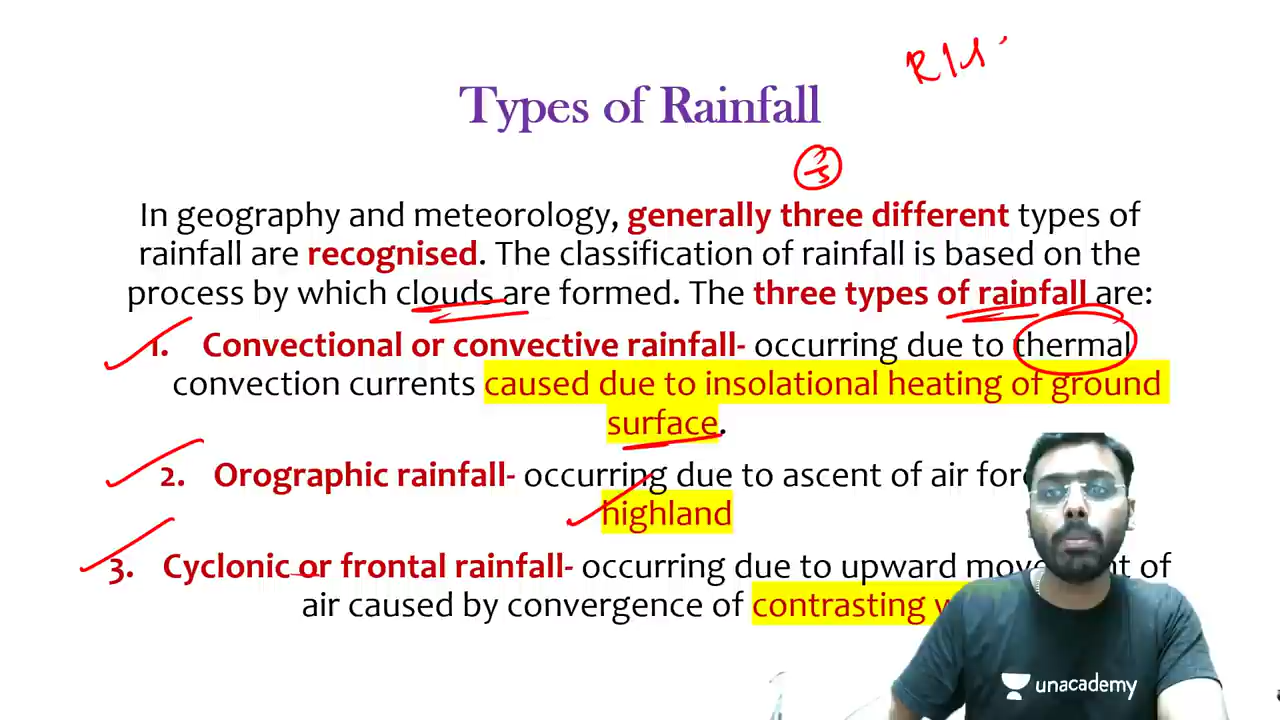 Types of Rainfall
In geography and meteorology, generally three different types of
rainfall are recognised. The classification of rainfall is based on the
process by which clouds are formed. The three types of rainfall are:
1. Convectional or convective rainfall- occurring due to thermal
convection currents caused due to insolational heating of ground
surface.
2. Orographic rainfall- occurring due to ascent of air
highland
3. Cyclonic or frontal rainfall- occurring due to upward of
air caused by convergence of contrasting
unacademy